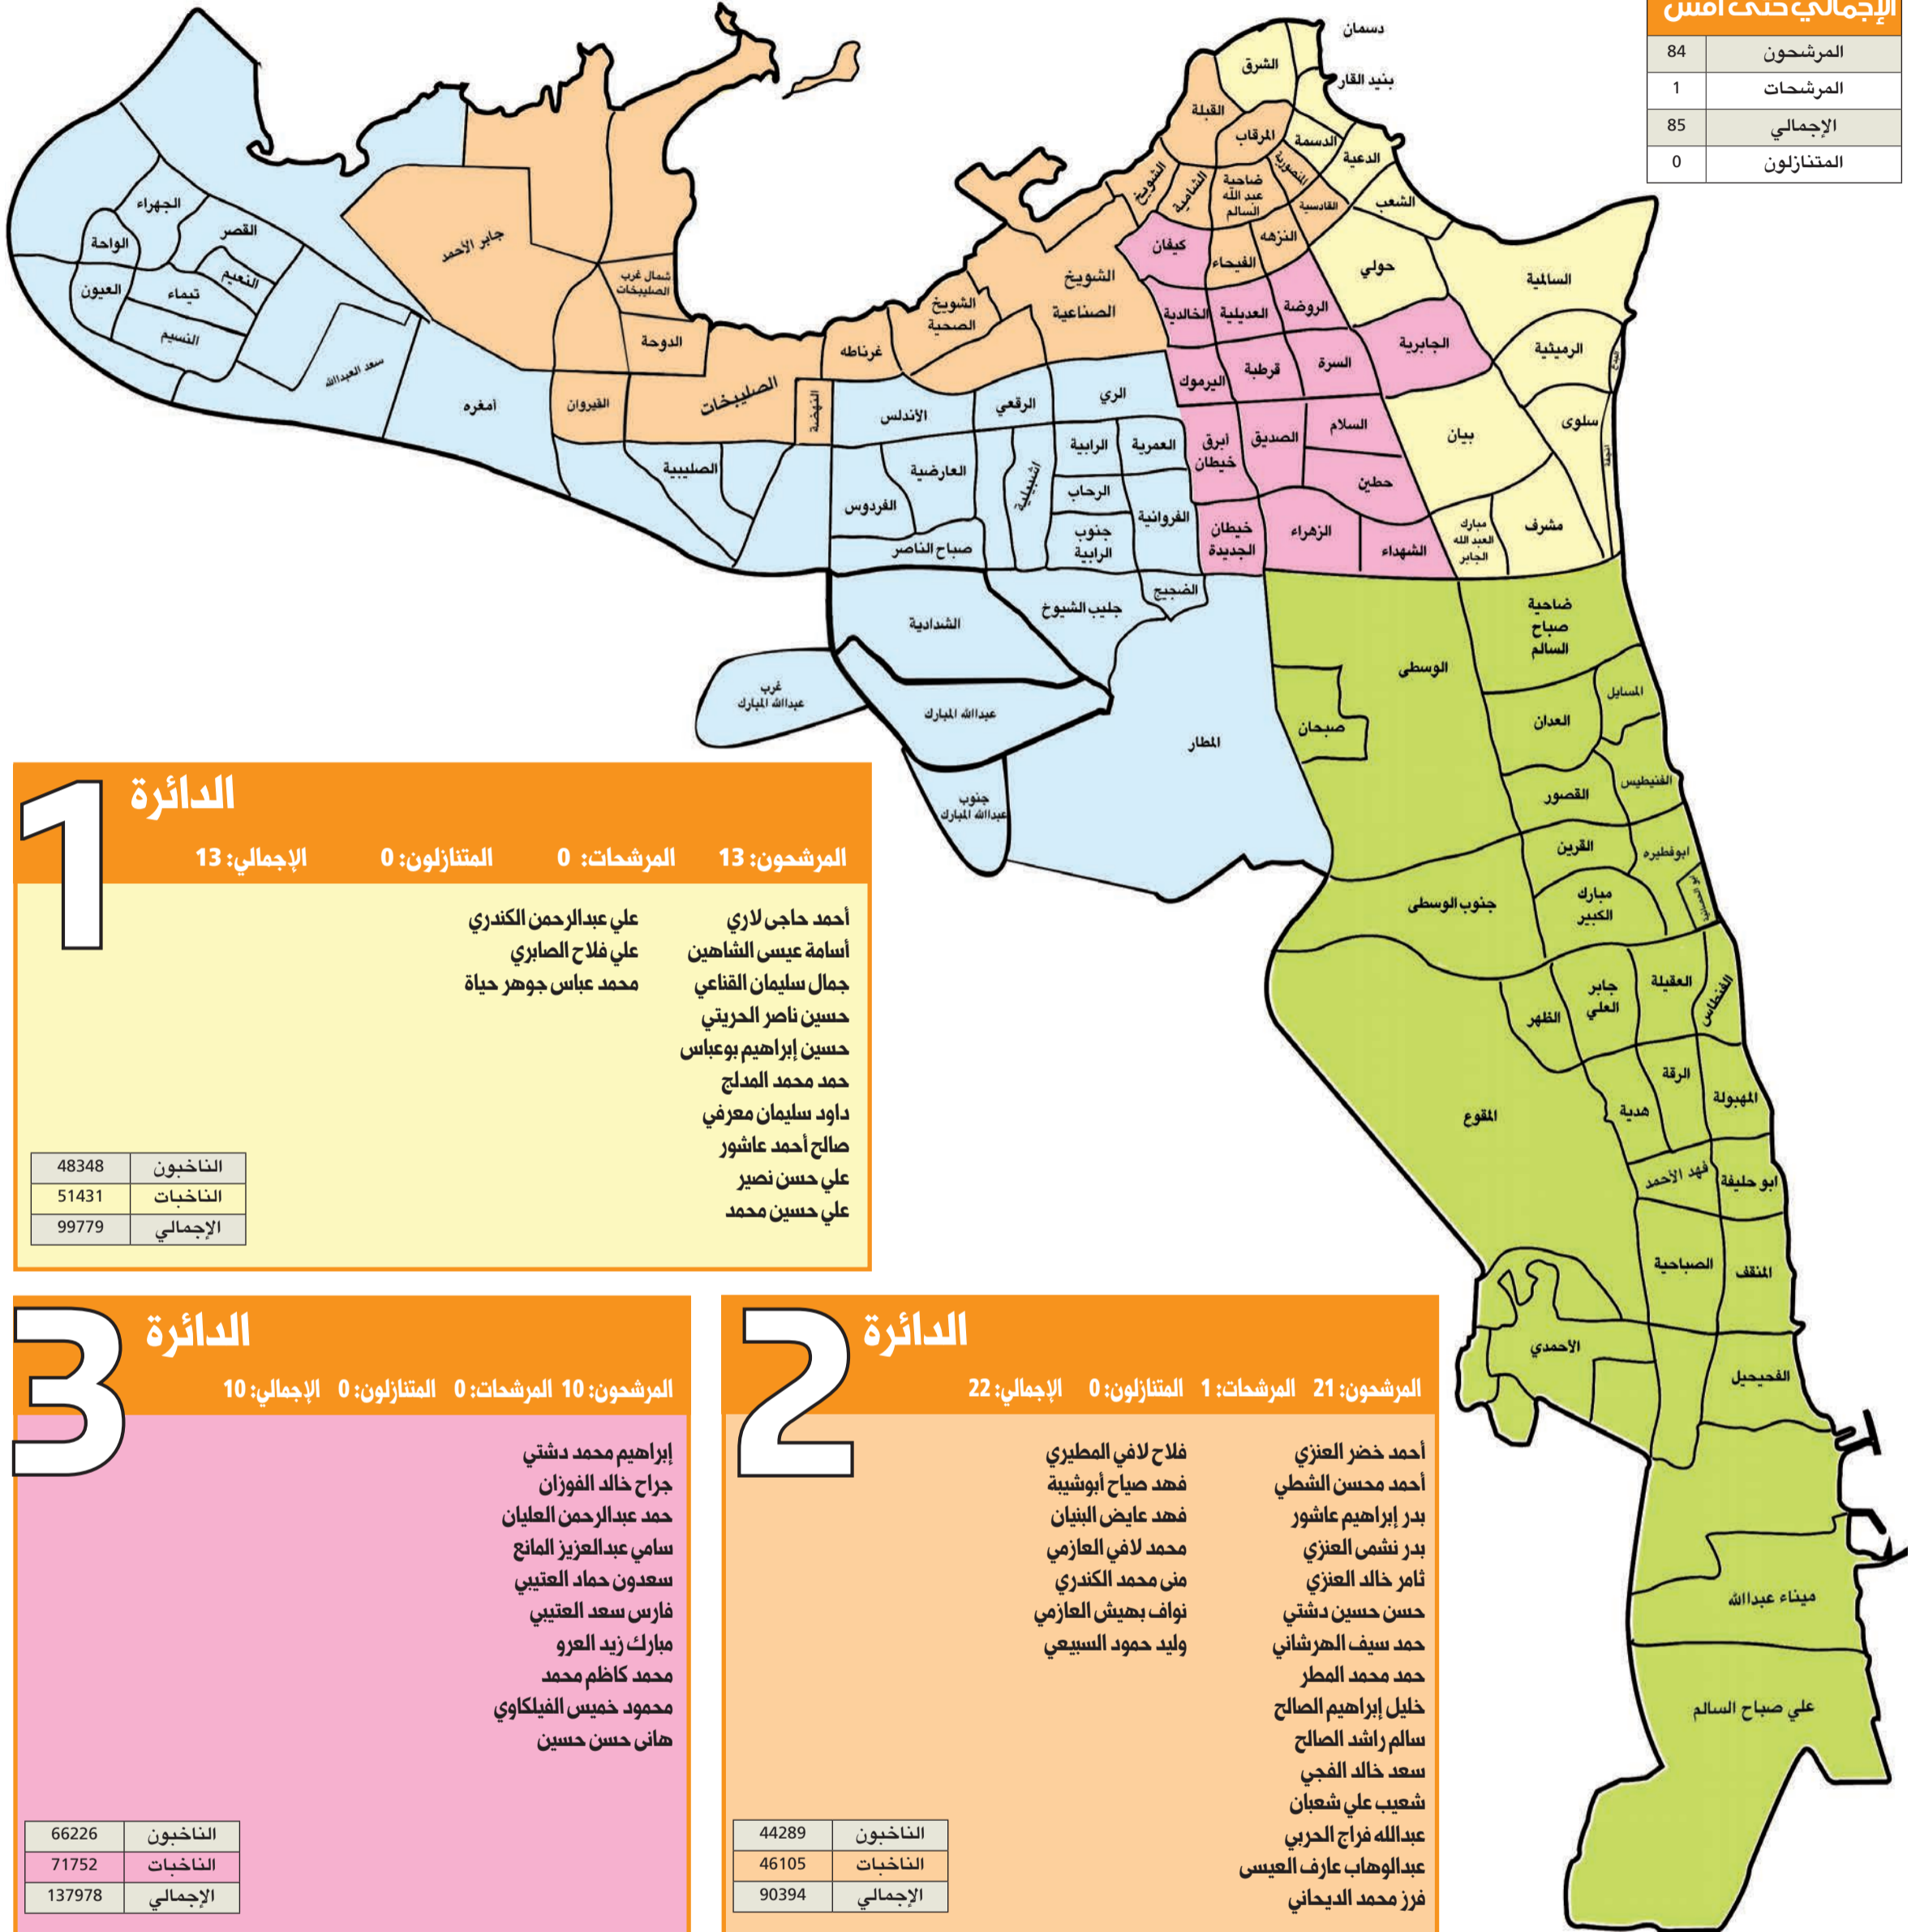 الإجمالي حتى أمس
المرشحون 84
المرشحات 1
الإجمالي 85
المتنازلون 0
دسمان
الشرق
بنيد القار
القبلة
المرقاب
الدسمة
الدعية
المنصورية
الشويخ
الشامية
ضاحية
عبد الله
السالم
القادسية
الشعب
كيفان
النزهه
الفيحاء
حولي
السالمية
الشويخ
الصناعية
الشويخ
الصحية
الخالدية
العديلية
الروضة
الجابرية
الرميثية
البدع
غرناطه
اليرموك
قرطبة
السرة
بيان
سلوى
الجهراء
الواحة
القصر
النعيم
العيون
تيماء
النسيم
سعد العبدالله
جابر الأحمد
شمال غرب
الصليبخات
الدوحة
أمغره
القيروان
الصليبخات
النهضة
الصليبية
الأندلس
الرقعي
الري
العارضية
الفردوس
اشبيلية
الرابية
العمرية
الرحاب
الفروانية
جنوب
الرابية
صباح الناصر
أبرق
خيطان
الصديق
السلام
حطين
خيطان
الجديدة
الزهراء
الشهداء
مبارك
العبد الله
الجابر
مشرف
الضجيج
جليب الشيوخ
الشدادية
غرب
عبدالله المبارك
عبدالله المبارك
جنوب
عبدالله المبارك
المطار
ضاحية
صباح
السالم
الوسطى
صبحان
المسايل
العدان
الفنيطيس
القصور
القرين
ابوفطيره
مبارك
الكبير
جنوب الوسطى
الظهر
جابر
العلي
العقيلة
الفنطاس
الرقة
المهبولة
هدية
المقوع
فهد الأحمد
ابو حليفة
الصباحية
المنقف
الأحمدي
الفحيحيل
ميناء عبدالله
علي صباح السالم
الدائرة 1
المرشحون: 13 المرشحات: 0 المتنازلون: 0 الإجمالي: 13
أحمد حاجي لاري
أسامة عيسى الشاهين
جمال سليمان القناعي
حسين ناصر الحريتي
حسين إبراهيم بوعباس
حمد محمد المدلج
داود سليمان معرفي
صالح أحمد عاشور
علي حسن نصير
علي حسين محمد
علي عبدالرحمن الكندري
علي فلاح الصابري
محمد عباس جوهر حياة
الناخبون 48348
الناخبات 51431
الإجمالي 99779
الدائرة 2
المرشحون: 21 المرشحات: 1 المتنازلون: 0 الإجمالي: 22
أحمد خضر العنزي
أحمد محسن الشطي
بدر إبراهيم عاشور
بدر نشمي العنزي
ثامر خالد العنزي
حسن حسين دشتي
حمد سيف الهرشاني
حمد محمد المطر
خليل إبراهيم الصالح
سالم راشد الصالح
سعد خالد الفجي
شعيب علي شعبان
عبدالله فراج الحربي
عبدالوهاب عارف العيسى
فرز محمد الديحاني
فلاح لافي المطيري
فهد صياح أبوشيبة
فهد عايض البنيان
محمد لافي العازمي
منى محمد الكندري
نواف بهيش العازمي
وليد حمود السبيعي
الناخبون 44289
الناخبات 46105
الإجمالي 90394
الدائرة 3
المرشحون: 10 المرشحات: 0 المتنازلون: 0 الإجمالي: 10
إبراهيم محمد دشتي
جراح خالد الفوزان
حمد عبدالرحمن العليان
سامي عبدالعزيز المانع
سعدون حماد العتيبي
فارس سعد العتيبي
مبارك زيد العرو
محمد كاظم محمد
محمود خميس الفيلكاوي
هاني حسن حسين
الناخبون 66226
الناخبات 71752
الإجمالي 137978